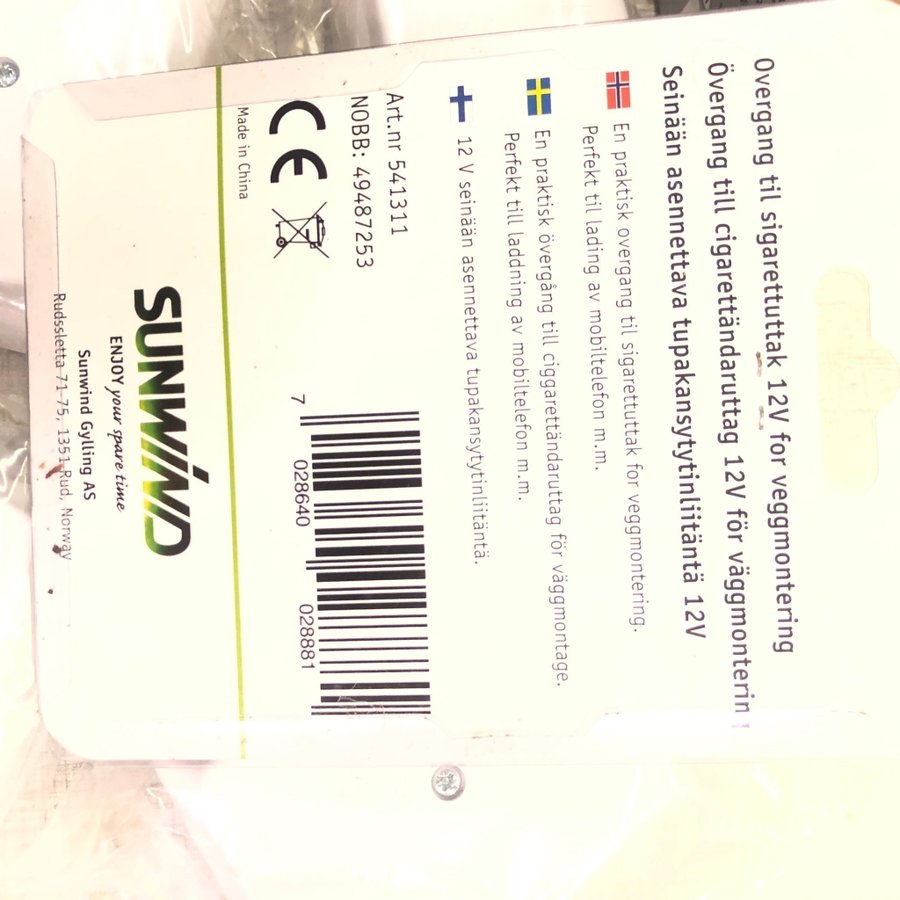 Overgang til sigarettuttak 12V for veggmontering
Övergang till cigarettändaruttag 12V för väggmonterin
Seinään asennettava tupakansytytinliitäntä 12V
En praktisk overgang til sigarettuttak for veggmontering.
Perfekt til lading av mobiltelefon m.m.
En praktisk övergång till ciggarettändaruttag för väggmontage.
Perfekt till laddning av mobiltelefon m.m.
12 V seinään asennettava tupakansytytinliitäntä.
Art.nr 541311
NOBB: 49487253
7 028640 028881
CE
Made in China
SUNWIND
ENJOY your spare time
Sunwind Gylling AS
Rudssletta 71-75, 1351 Rud, Norway